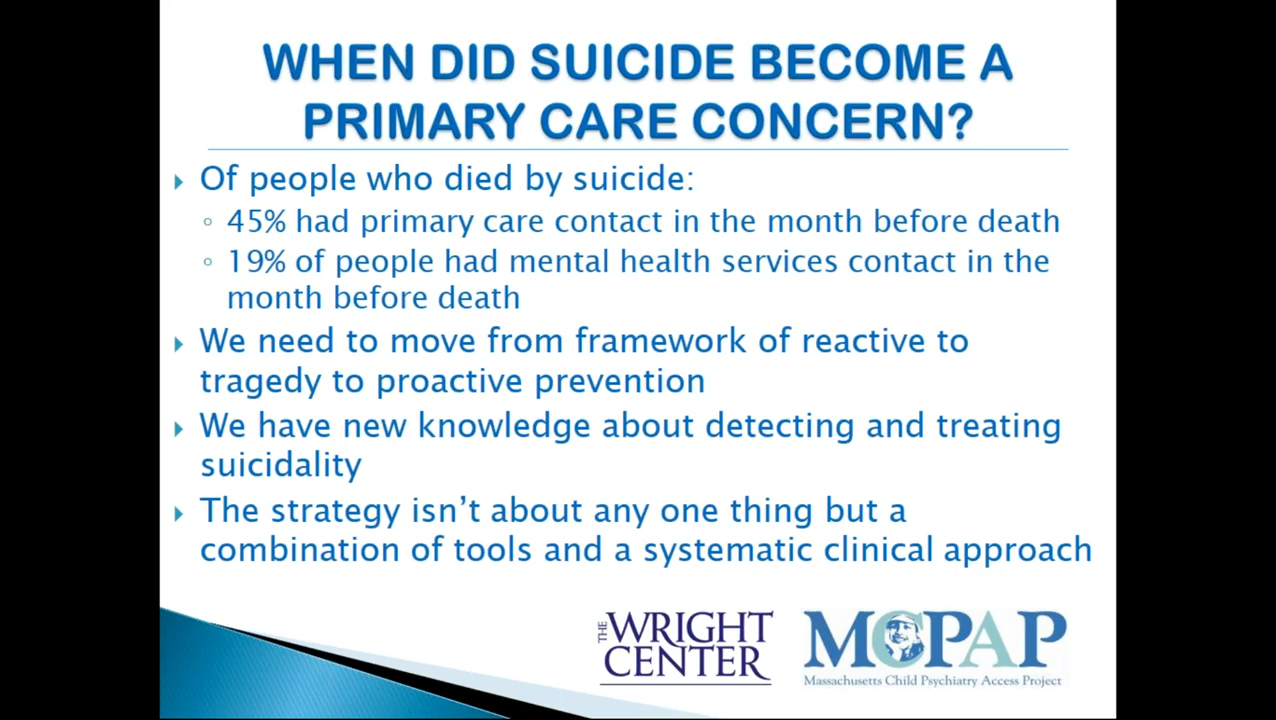 WHEN DID SUICIDE BECOME A
PRIMARY CARE CONCERN?
Of people who died by suicide:
45% had primary care contact in the month before death
19% of people had mental health services contact in the
month before death
We need to move from framework of reactive to
tragedy to proactive prevention
We have new knowledge about detecting and treating
suicidality
The strategy isn't about any one thing but a
combination of tools and a systematic clinical approach
THE WRIGHT
CENTER
MCPAP
Massachusetts Child Psychiatry Access Project